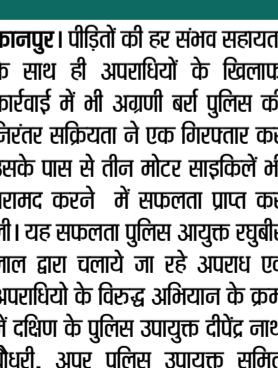 कानपुर। पीड़ितों की हर संभव सहायत
के साथ ही अपराधियों के खिलाफ
कार्रवाई में भी अग्रणी बर्रा पुलिस की
निरंतर सक्रियता ने एक गिरफ्तार कर
उसके पास से तीन मोटर साइकिलें भी
बरामद करने में सफलता प्राप्त कर
ली। यह सफलता पुलिस आयुक्त रघुबीर
लाल द्वारा चलाये जा रहे अपराध एव
अपराधियो के विरुद्ध अभियान के क्रम
में दक्षिण के पुलिस उपायुक्त दीपेंद्र नाथ
चौधरी, अपर पुलिस उपायुक्त सुमित